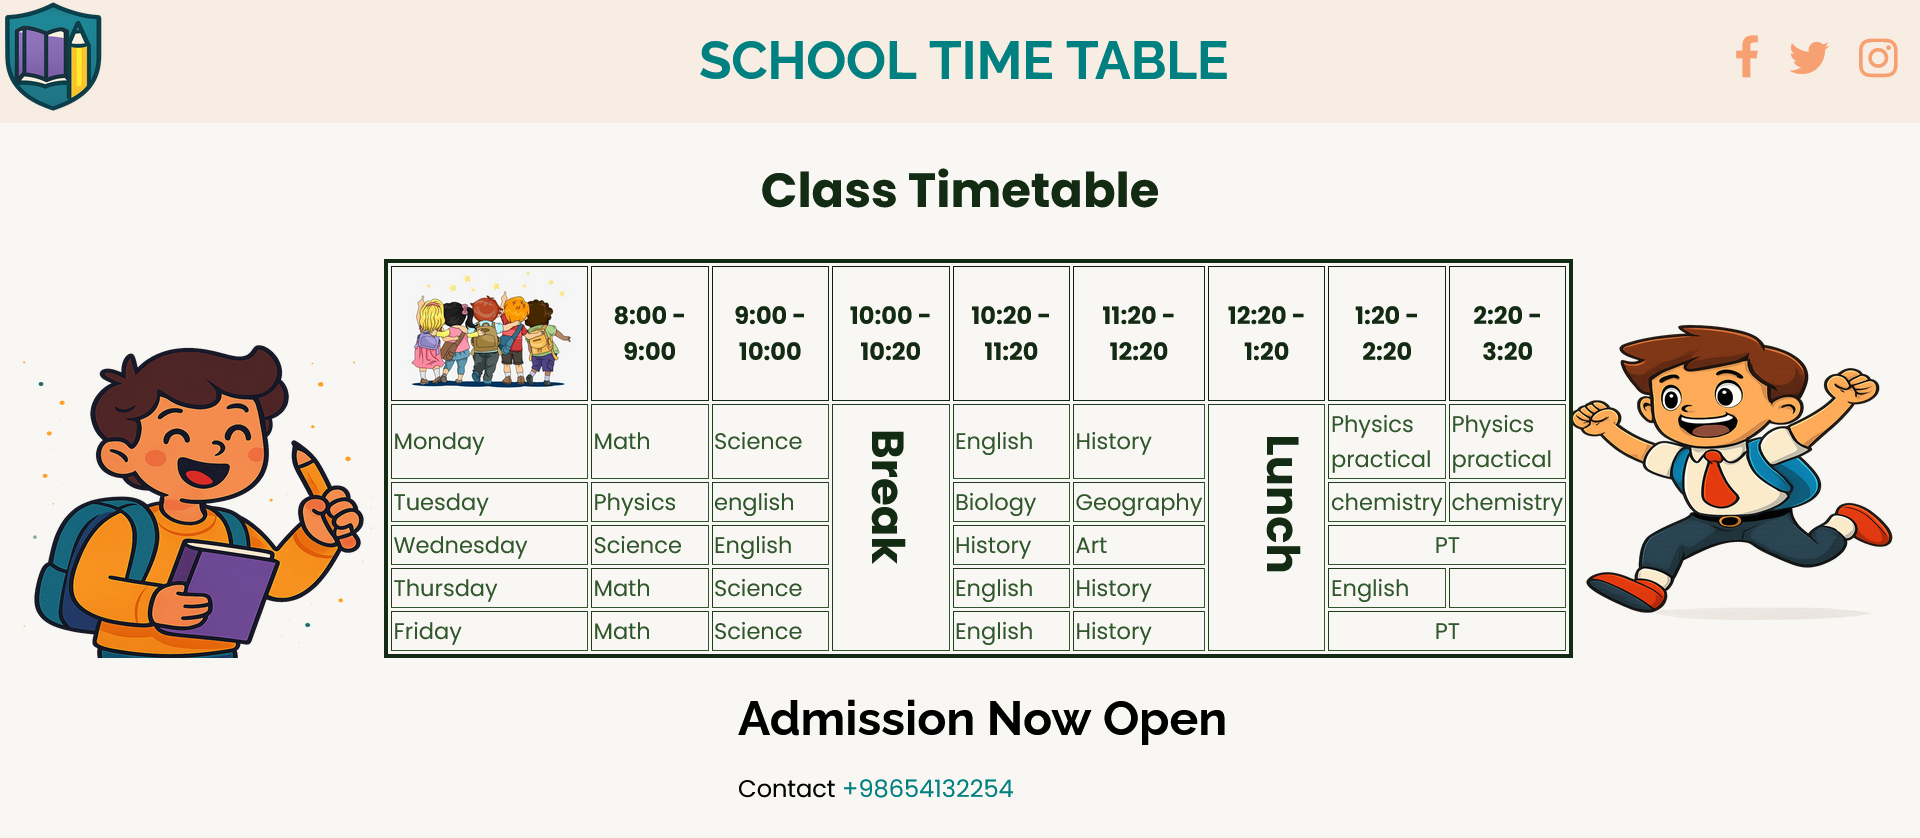 SCHOOL TIME TABLE
Class Timetable
8:00 - 9:00 9:00 - 10:00 10:00 - 10:20 10:20 - 11:20 11:20 - 12:20 12:20 - 1:20 1:20 - 2:20 2:20 - 3:20
Monday Math Science Break English History Lunch Physics practical Physics practical
Tuesday Physics english Biology Geography chemistry chemistry
Wednesday Science English History Art PT
Thursday Math Science English History English
Friday Math Science English History PT
Admission Now Open
Contact +98654132254